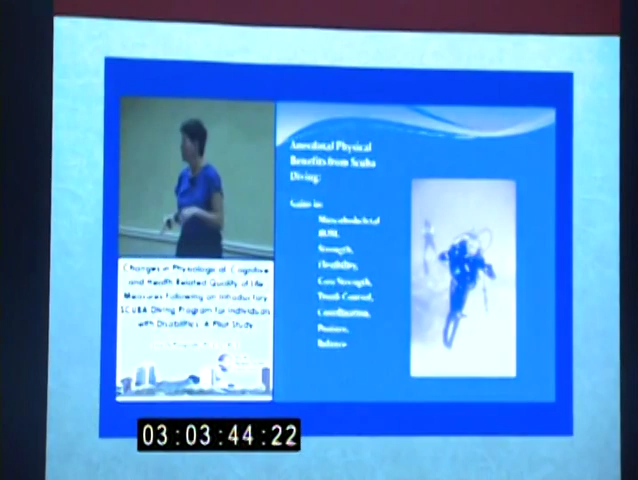 Anecdotal Physical
Benefits from Scuba
Diving:
Gains in:
Musculoskeletal
ROM,
Strength,
Flexibility,
Core Strength,
Trunk Control,
Coordination,
Posture,
Balance
Changes in Physiological Cognitive
and Health Related Quality of Life
Measures Following an Introductory
SCUBA Diving Program for Individuals
with Disabilities: A Pilot Study
03:03:44:22